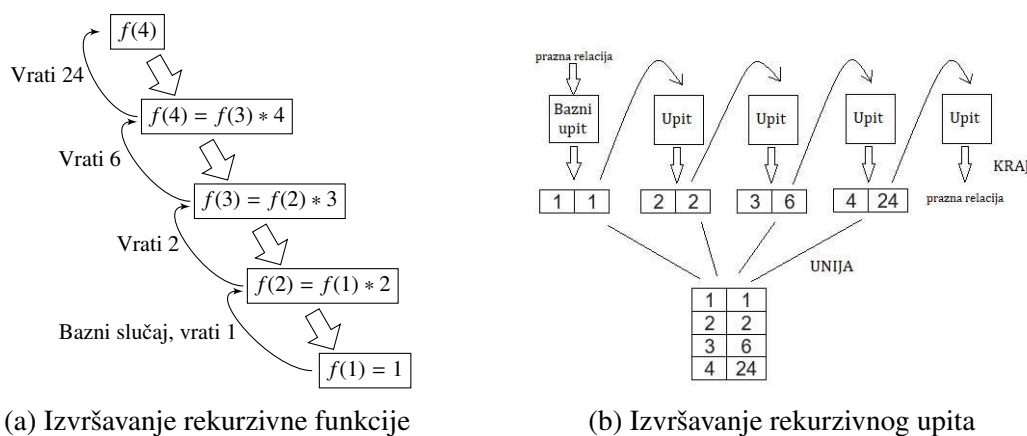 f(4)
Vrati 24
f(4) = f(3) ∗ 4
Vrati 6
f(3) = f(2) ∗ 3
Vrati 2
f(2) = f(1) ∗ 2
Bazni slučaj, vrati 1
f(1) = 1
(a) Izvršavanje rekurzivne funkcije
prazna relacija
Bazni
upit
Upit
Upit
Upit
Upit
KRAJ
1 1
2 2
3 6
4 24
prazna relacija
UNIJA
1 1
2 2
3 6
4 24
(b) Izvršavanje rekurzivnog upita